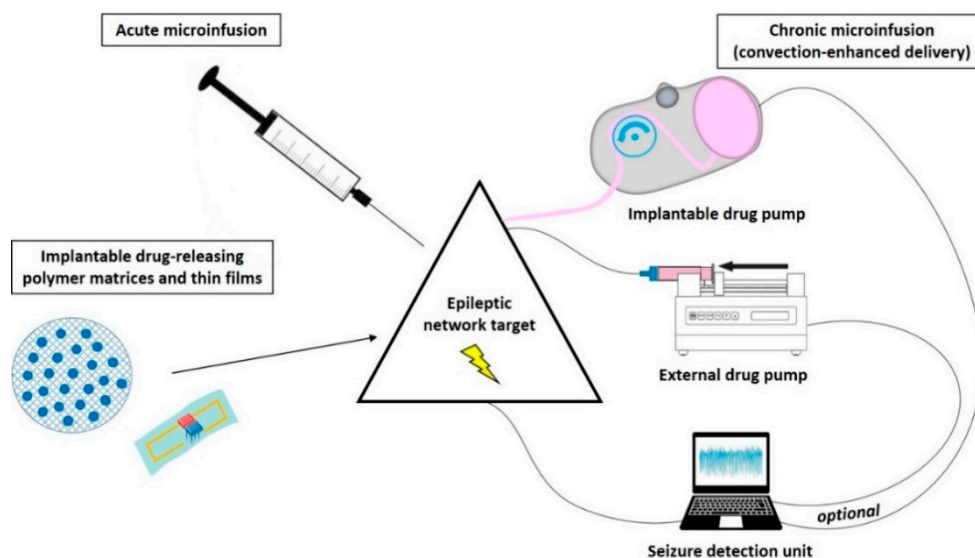 Acute microinfusion
Chronic microinfusion
(convection-enhanced delivery)
Implantable drug pump
Implantable drug-releasing
polymer matrices and thin films
Epileptic
network target
External drug pump
optional
Seizure detection unit